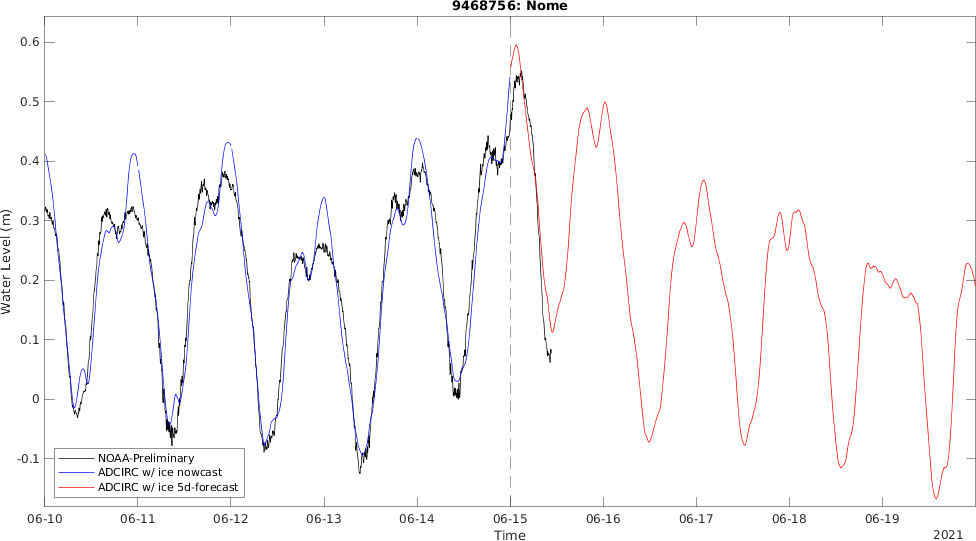 9468756: Nome
Water Level (m)
0.6
0.5
0.4
0.3
0.2
0.1
0
-0.1
NOAA-Preliminary
ADCIRC w/ ice nowcast
ADCIRC w/ ice 5d-forecast
06-10 06-11 06-12 06-13 06-14 06-15 06-16 06-17 06-18 06-19
Time
2021